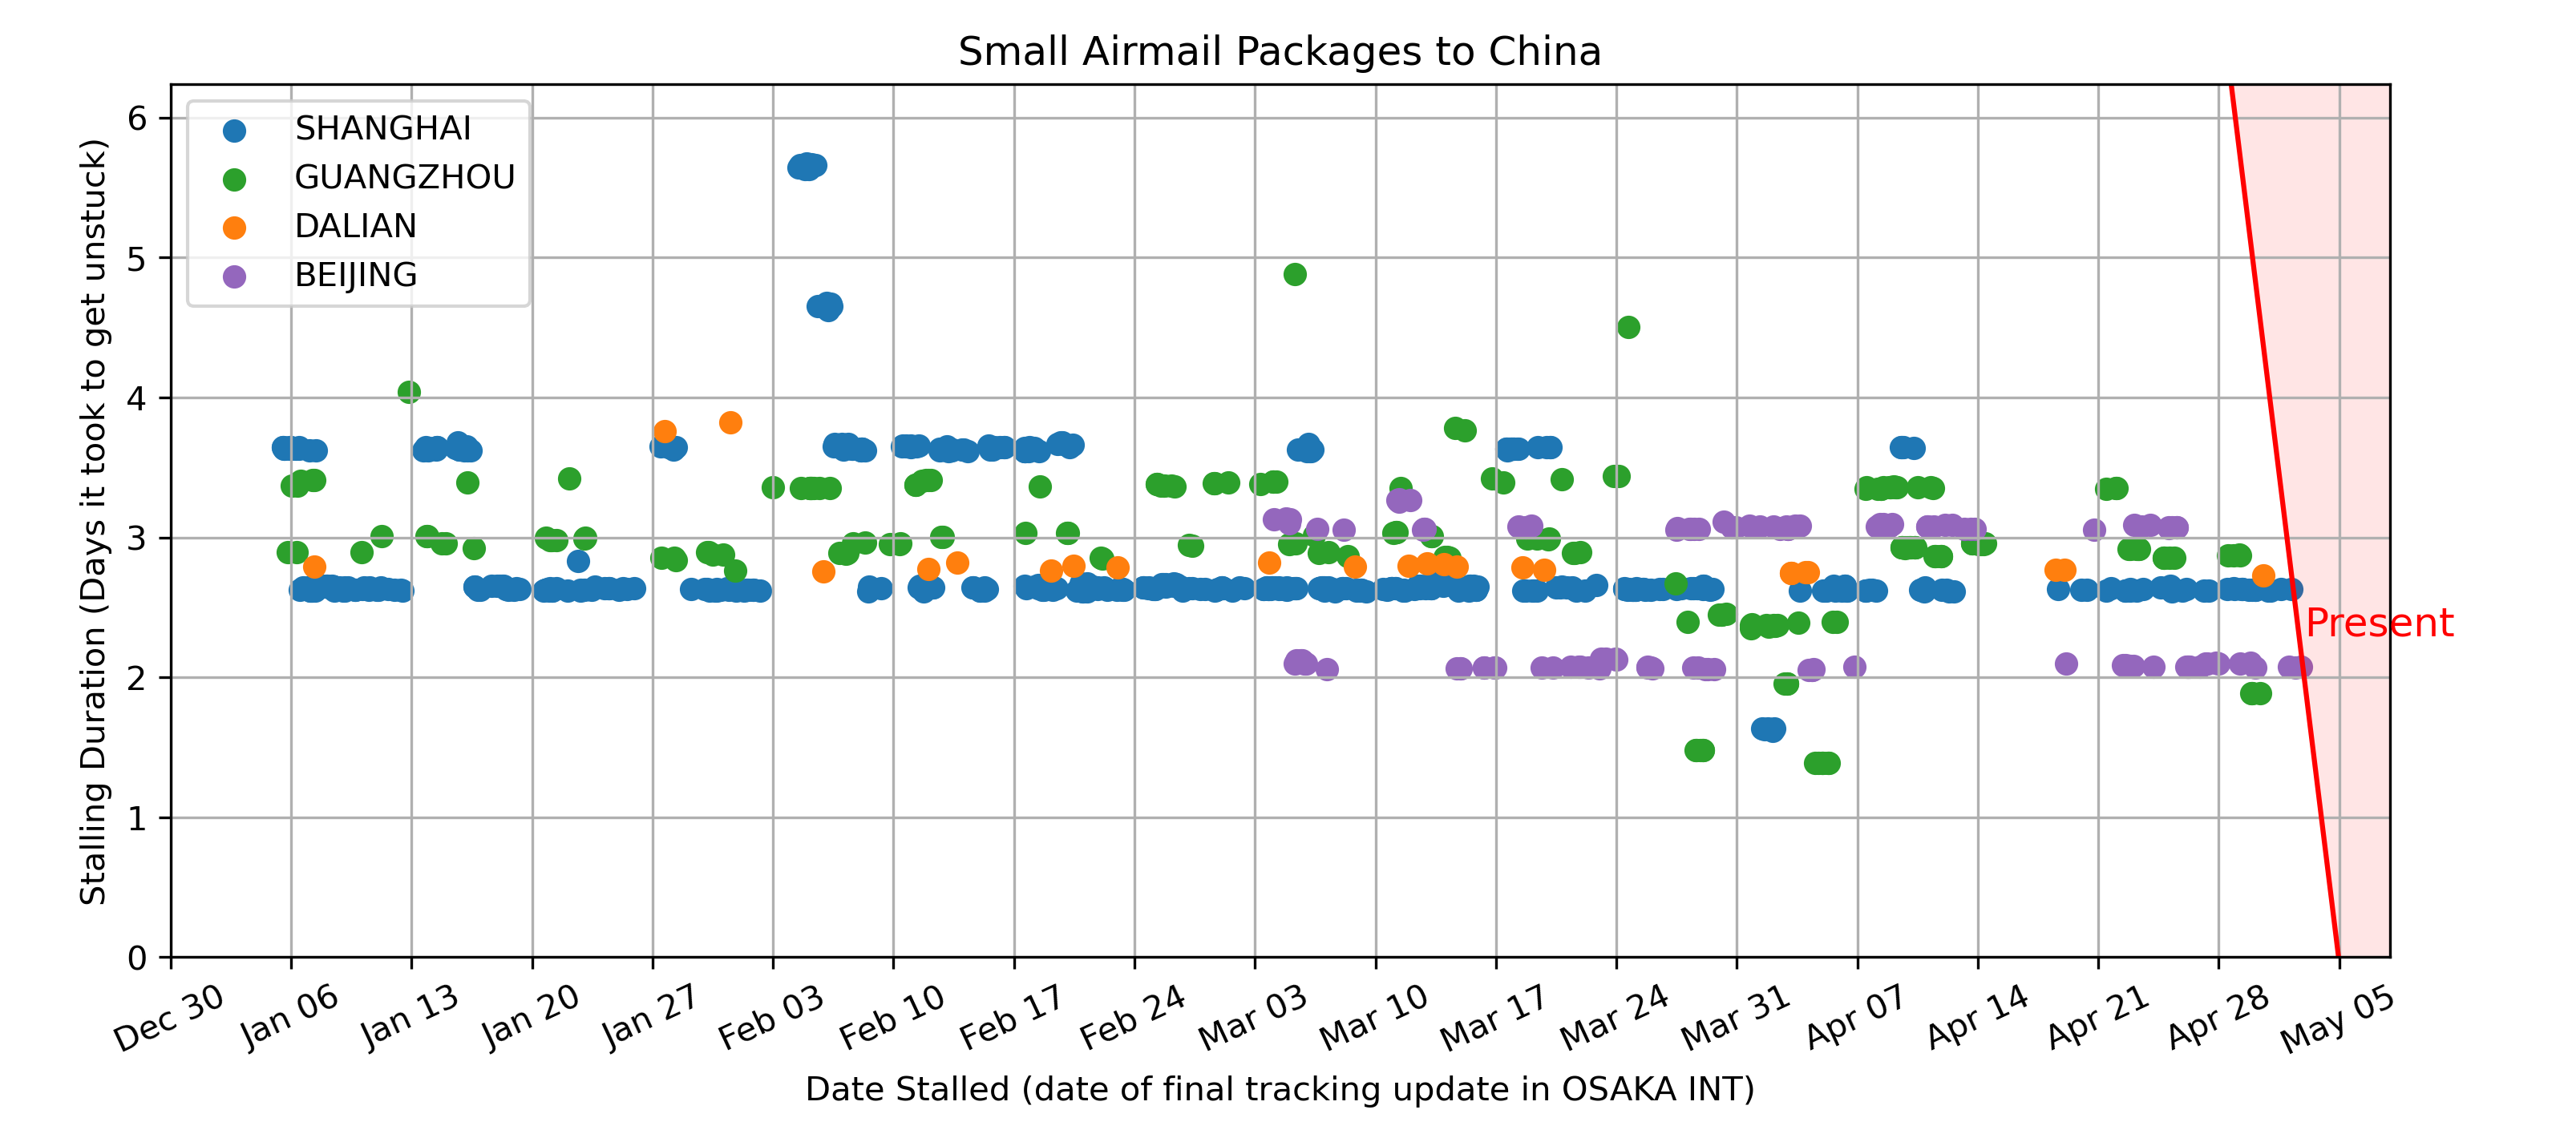 Small Airmail Packages to China
Stalling Duration (Days it took to get unstuck)
6
5
4
3
2
1
0
SHANGHAI
GUANGZHOU
DALIAN
BEIJING
Present
Dec 30
Jan 06
Jan 13
Jan 20
Jan 27
Feb 03
Feb 10
Feb 17
Feb 24
Mar 03
Mar 10
Mar 17
Mar 24
Mar 31
Apr 07
Apr 14
Apr 21
Apr 28
May 05
Date Stalled (date of final tracking update in OSAKA INT)